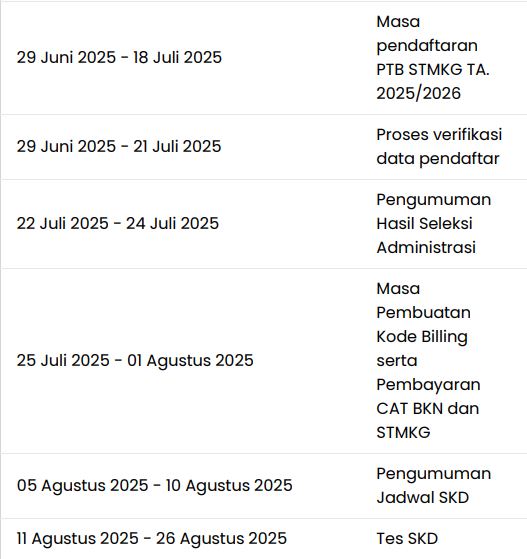 29 Juni 2025 - 18 Juli 2025
Masa
pendaftaran
PTB STMKG TA.
2025/2026
29 Juni 2025 - 21 Juli 2025
Proses verifikasi
data pendaftar
22 Juli 2025 - 24 Juli 2025
Pengumuman
Hasil Seleksi
Administrasi
25 Juli 2025 - 01 Agustus 2025
Masa
Pembuatan
Kode Billing
serta
Pembayaran
CAT BKN dan
STMKG
05 Agustus 2025 - 10 Agustus 2025
Pengumuman
Jadwal SKD
11 Agustus 2025 - 26 Agustus 2025
Tes SKD